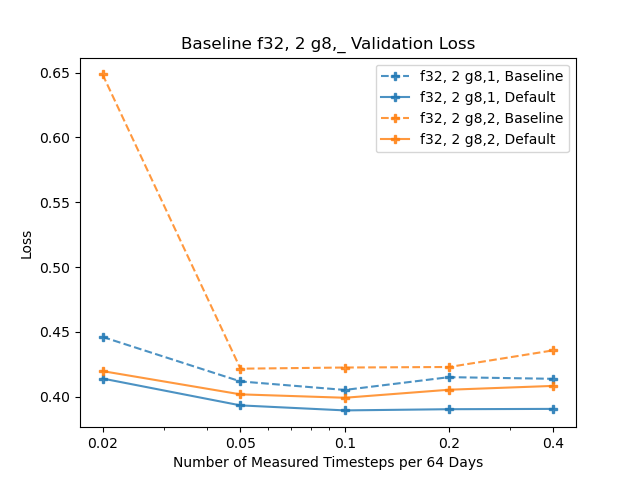 Baseline f32, 2 g8,_ Validation Loss
f32, 2 g8,1, Baseline
f32, 2 g8,1, Default
f32, 2 g8,2, Baseline
f32, 2 g8,2, Default
Loss
0.65
0.60
0.55
0.50
0.45
0.40
0.02
0.05
0.1
0.2
0.4
Number of Measured Timesteps per 64 Days